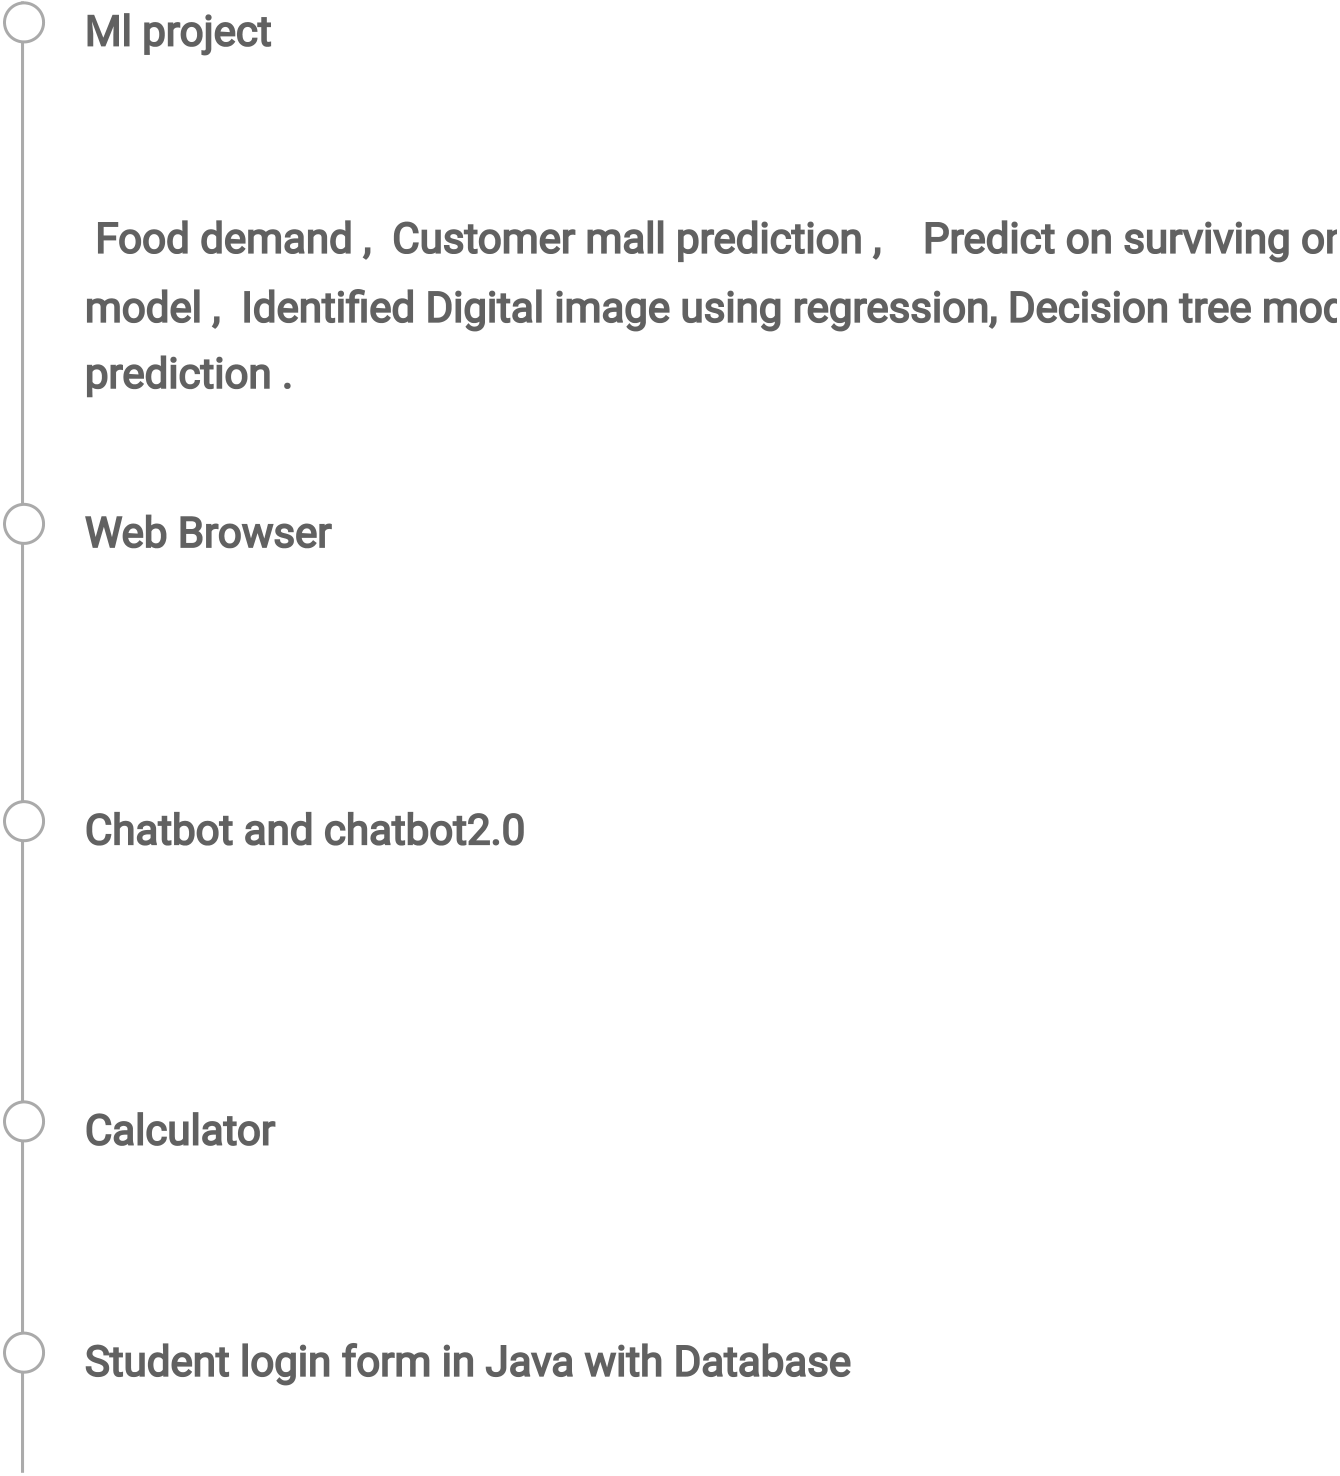 Ml project
Food demand ,  Customer mall prediction ,    Predict on surviving
model ,  Identified Digital image using regression, Decision tree
prediction .
Web Browser
Chatbot and chatbot2.0
Calculator
Student login form in Java with Database